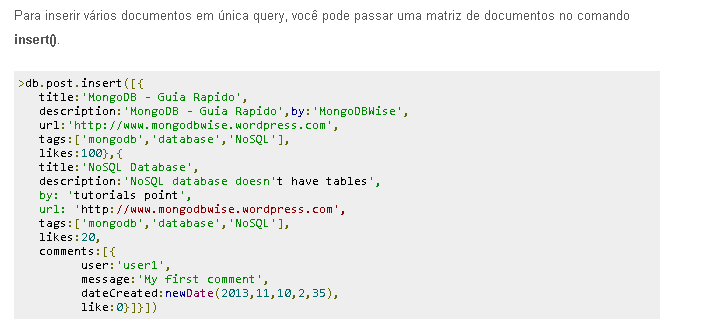 Para inserir vários documentos em única query, você pode passar uma matriz de documentos no comando
insert().
>db.post.insert([{
title:'MongoDB - Guia Rapido',
description:'MongoDB - Guia Rapido',by:'MongoDBWise',
url:'http://www.mongodbwise.wordpress.com',
tags:['mongodb','database','NoSQL'],
likes:100},{
title:'NoSQL Database',
description:'NoSQL database doesn't have tables',
by: 'tutorials point',
url: 'http://www.mongodbwise.wordpress.com',
tags:['mongodb','database','NoSQL'],
likes:20,
comments:[{
user:'user1',
message:'My first comment',
dateCreated:newDate(2013,11,10,2,35),
like:0}]}])